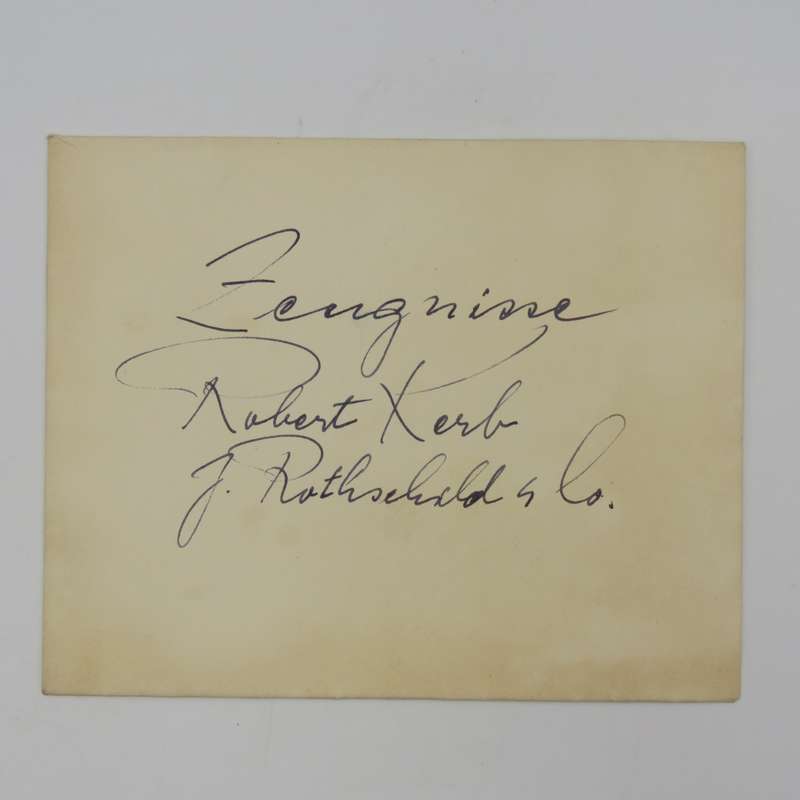 Zeugnisse
Robert Kerb
J. Rothschild & Co.